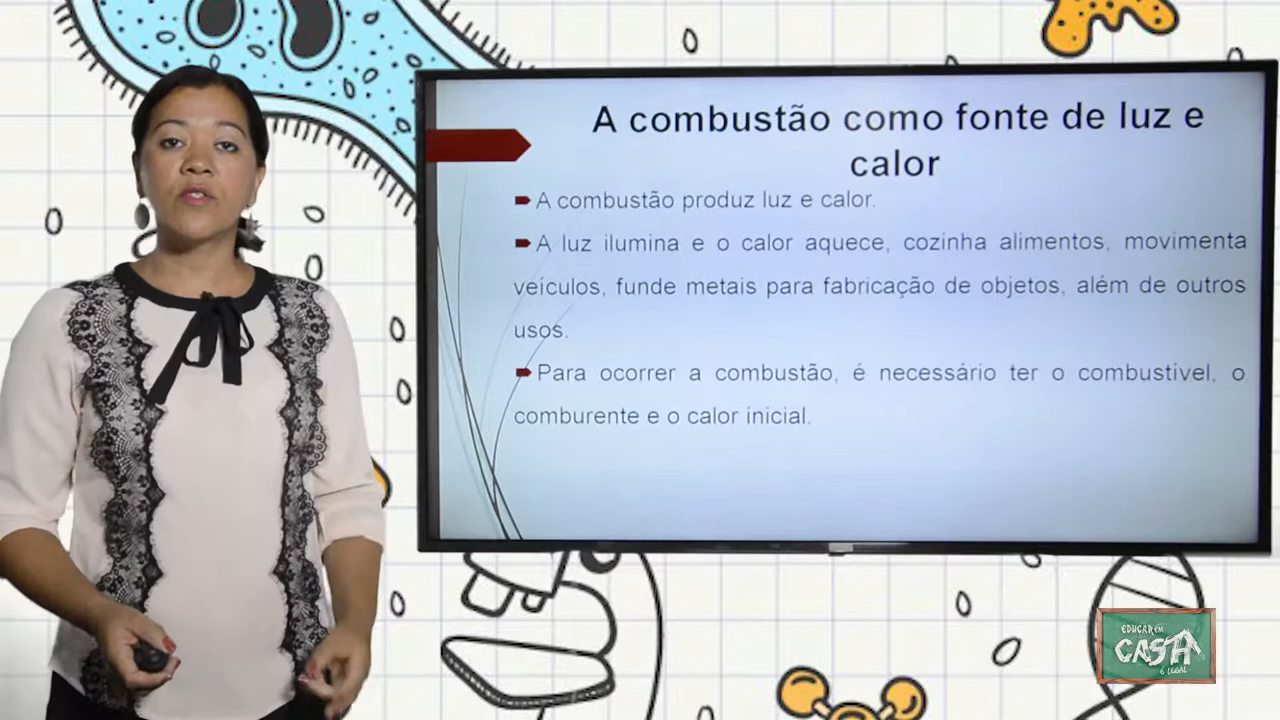 A combustão como fonte de luz e
calor
A combustão produz luz e calor.
A luz ilumina e o calor aquece, cozinha alimentos, movimenta
veículos, funde metais para fabricação de objetos, além de outros
usos.
Para ocorrer a combustão, é necessário ter o combustível, o
comburente e o calor inicial.
EDUCAR EM
CASA
É LEGAL